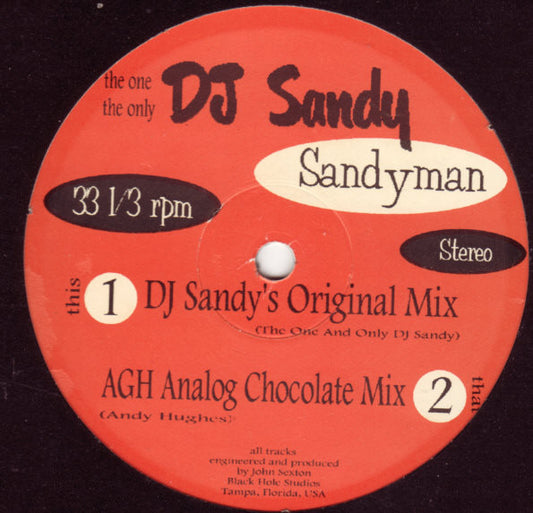 the one
the only
DJ Sandy
Sandyman
33 1/3 rpm
Stereo
this
1
DJ Sandy's Original Mix
(The One And Only DJ Sandy)
AGH Analog Chocolate Mix
2
that
(Andy Hughes)
all tracks
engineered and produced
by John Sexton
Black Hole Studios
Tampa, Florida, USA